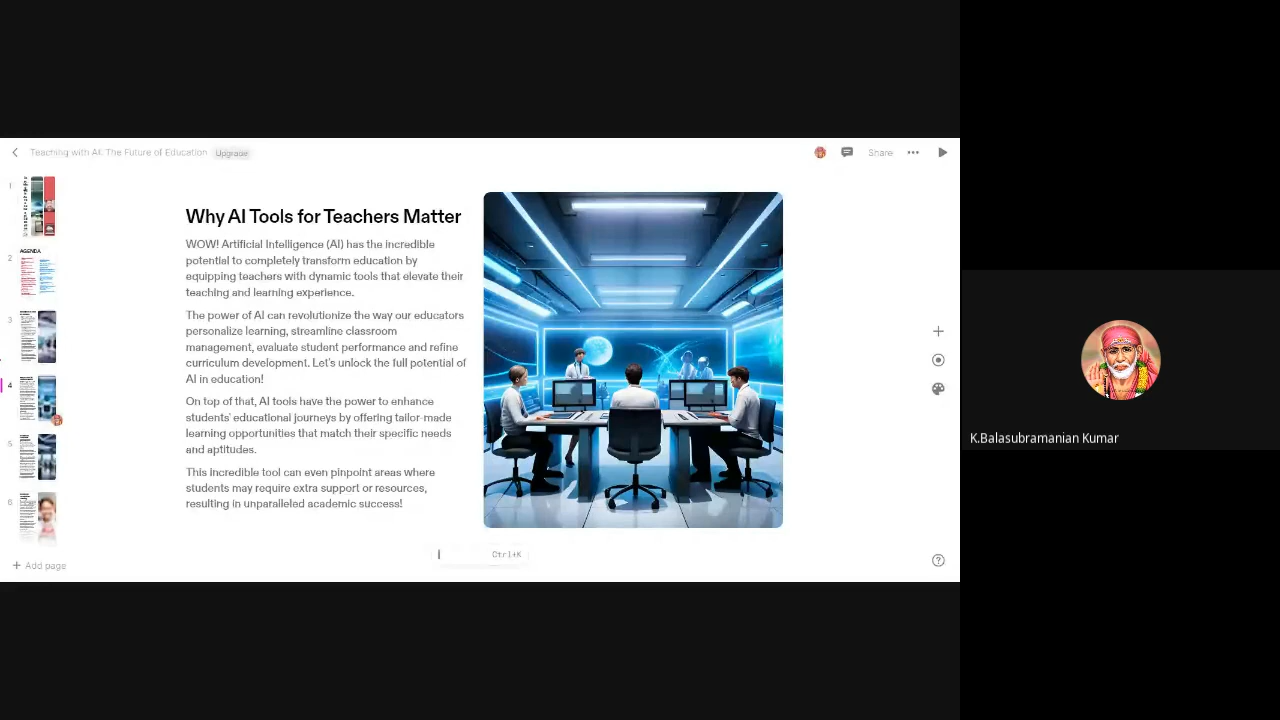 Teaching with AI: The Future of Education Upgrade
Share
1
AGENDA
2
3
4
5
6
Why AI Tools for Teachers Matter
WOW! Artificial Intelligence (AI) has the incredible
potential to completely transform education by
equipping teachers with dynamic tools that elevate their
teaching and learning experience.
The power of AI can revolutionize the way our educators
personalize learning, streamline classroom
management, evaluate student performance and refine
curriculum development. Let's unlock the full potential of
AI in education!
On top of that, AI tools have the power to enhance
students' educational journeys by offering tailor-made
learning opportunities that match their specific needs
and aptitudes.
This incredible tool can even pinpoint areas where
students may require extra support or resources,
resulting in unparalleled academic success!
Ctrl+K
+ Add page
K.Balasubramanian Kumar